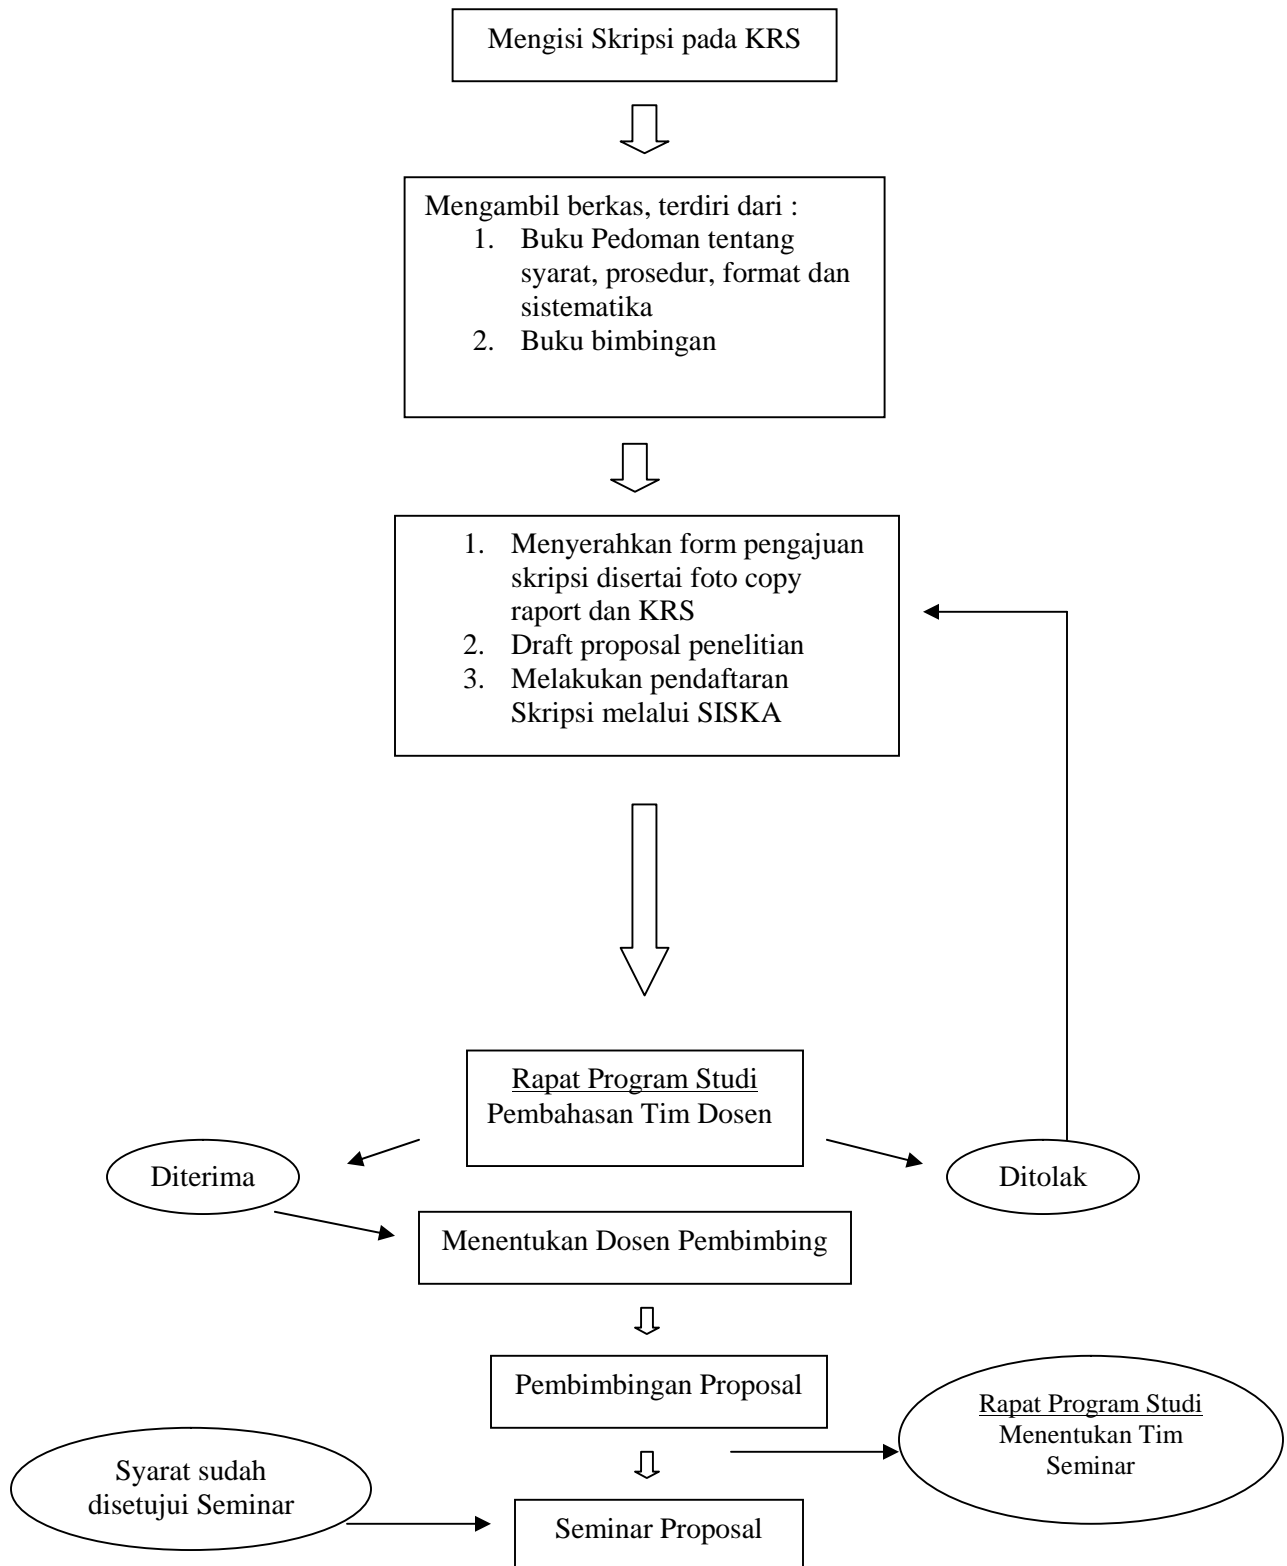 Mengisi Skripsi pada KRS
Mengambil berkas, terdiri dari :
1. Buku Pedoman tentang
syarat, prosedur, format dan
sistematika
2. Buku bimbingan
1. Menyerahkan form pengajuan
skripsi disertai foto copy
raport dan KRS
2. Draft proposal penelitian
3. Melakukan pendaftaran
Skripsi melalui SISKA
Rapat Program Studi
Pembahasan Tim Dosen
Diterima
Ditolak
Menentukan Dosen Pembimbing
Pembimbingan Proposal
Rapat Program Studi
Menentukan Tim
Seminar
Syarat sudah
disetujui Seminar
Seminar Proposal